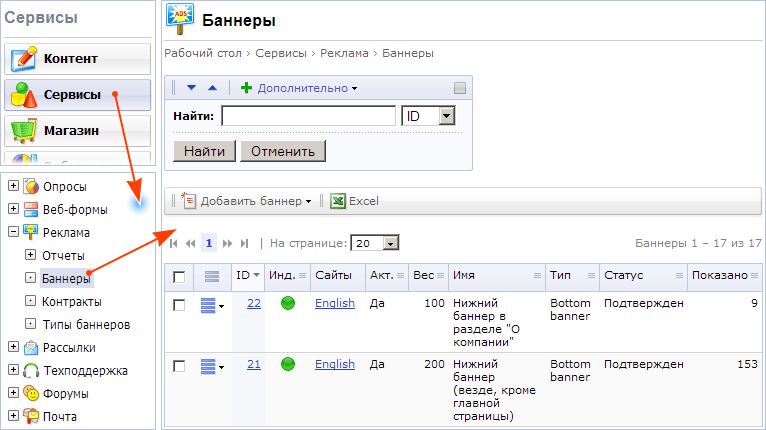 Сервисы
Контент
Сервисы
Магазин
Опросы
Веб-формы
Реклама
Отчеты
Баннеры
Контракты
Типы баннеров
Рассылки
Техподдержка
Форумы
Почта
ADS
Баннеры
Рабочий стол › Сервисы › Реклама › Баннеры
Дополнительно
Найти: ID
Найти Отменить
Добавить баннер Excel
1 | На странице: 20 Баннеры 1 – 17 из 17
ID Инд. Сайты Акт. Вес Имя Тип Статус Показано
22 English Да 100 Нижний баннер в разделе "О компании" Bottom banner Подтвержден 9
21 English Да 200 Нижний баннер (везде, кроме главной страницы) Bottom banner Подтвержден 153